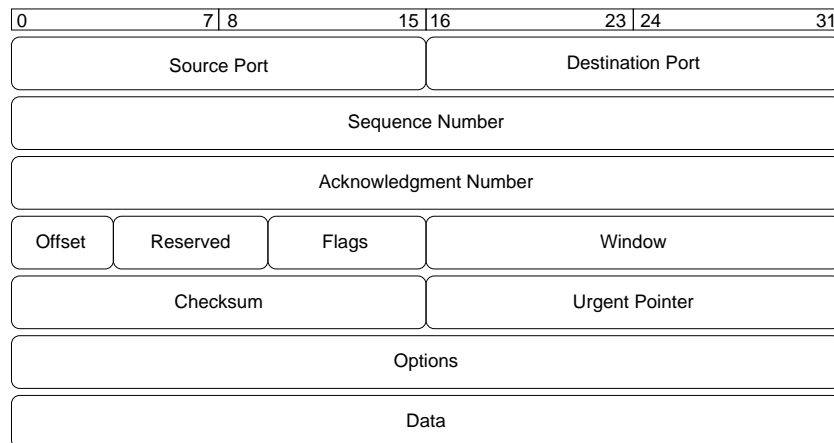 0 7 8 15 16 23 24 31
Source Port Destination Port
Sequence Number
Acknowledgment Number
Offset Reserved Flags Window
Checksum Urgent Pointer
Options
Data